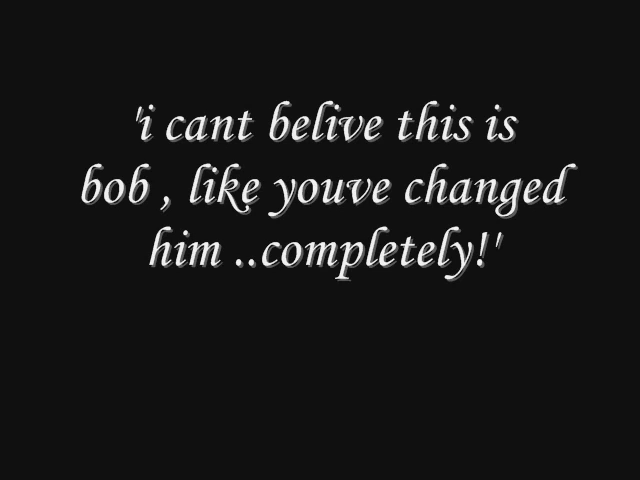 'i cant belive this is
bob , like youve changed
him ..completely!'